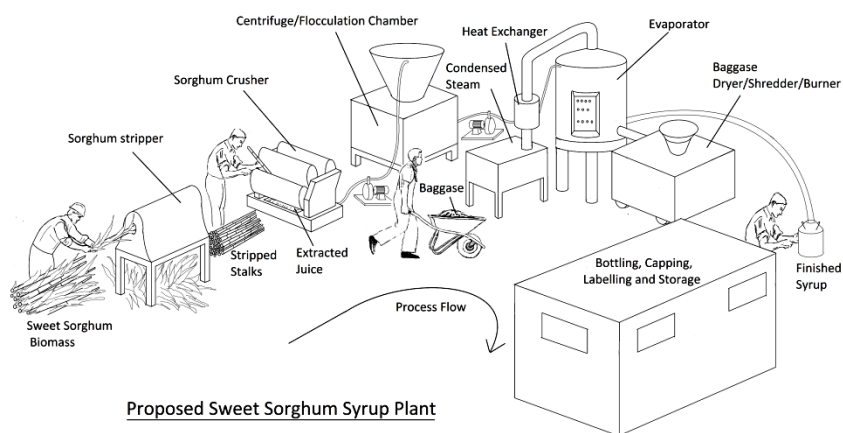 Centrifuge/Flocculation Chamber
Heat Exchanger
Evaporator
Condensed
Steam
Baggase
Dryer/Shredder/Burner
Sorghum Crusher
Sorghum stripper
Baggase
Stripped
Stalks
Extracted
Juice
Bottling, Capping,
Labelling and Storage
Finished
Syrup
Process Flow
Sweet Sorghum
Biomass
Proposed Sweet Sorghum Syrup Plant